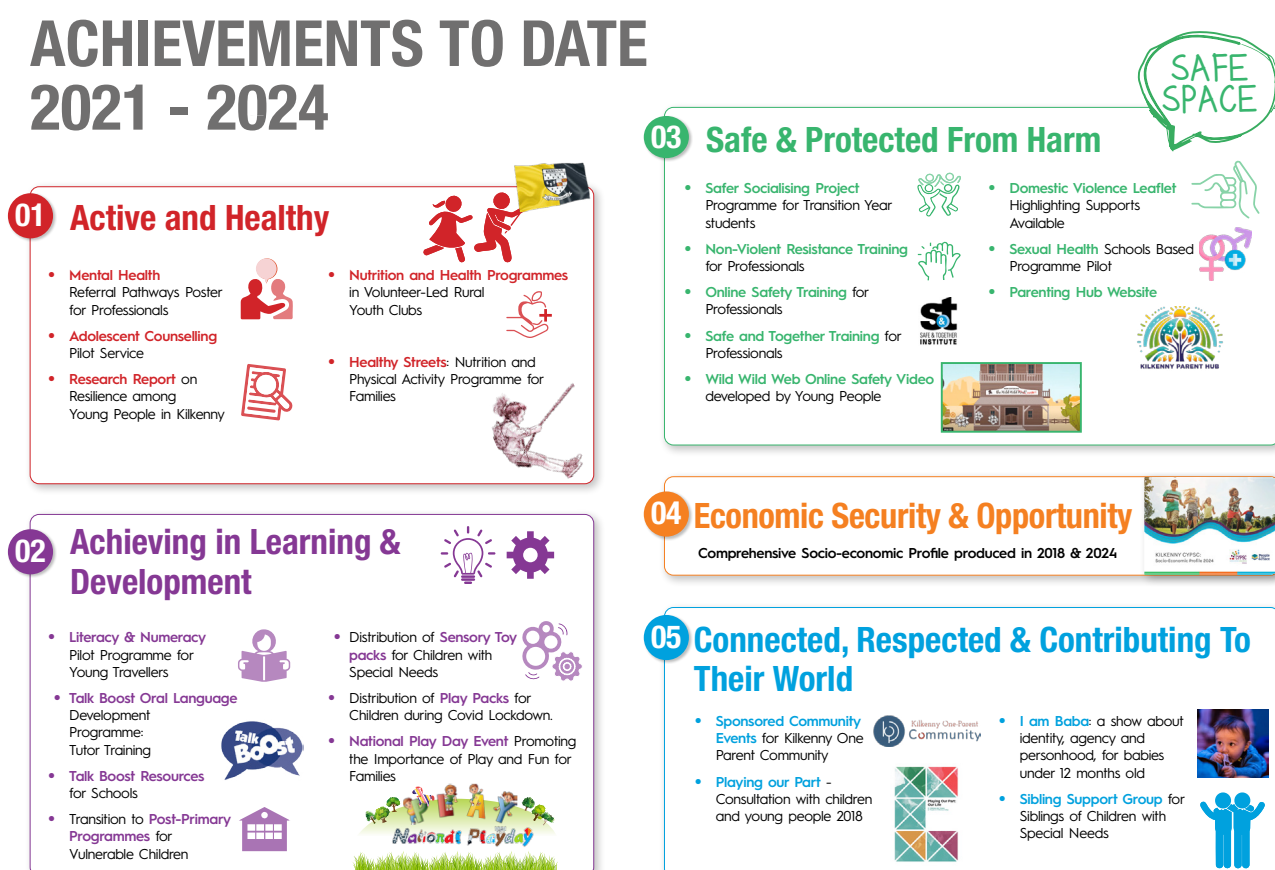 ACHIEVEMENTS TO DATE
2021 - 2024
01
Active and Healthy
• Mental Health
Referral Pathways Poster
for Professionals
• Adolescent Counselling
Pilot Service
• Research Report on
Resilience among
Young People in Kilkenny
• Nutrition and Health Programmes
in Volunteer-Led Rural
Youth Clubs
• Healthy Streets: Nutrition and
Physical Activity Programme for
Families
02
Achieving in Learning &
Development
• Literacy & Numeracy
Pilot Programme for
Young Travellers
• Talk Boost Oral Language
Development
Programme:
Tutor Training
• Talk Boost Resources
for Schools
• Transition to Post-Primary
Programmes for
Vulnerable Children
Talk
Boost
• Distribution of Sensory Toy
packs for Children with
Special Needs
• Distribution of Play Packs for
Children during Covid Lockdown.
• National Play Day Event Promoting
the Importance of Play and Fun for
Families
PLAY
National Playday
SAFE
SPACE
03
Safe & Protected From Harm
• Safer Socialising Project
Programme for Transition Year
students
• Non-Violent Resistance Training
for Professionals
• Online Safety Training for
Professionals
• Safe and Together Training for
Professionals
• Wild Wild Web Online Safety Video
developed by Young People
s&t
SAFE & TOGETHER
INSTITUTE
The Wild Wild Web
• Domestic Violence Leaflet
Highlighting Supports
Available
• Sexual Health Schools Based
Programme Pilot
• Parenting Hub Website
KILKENNY PARENT HUB
04
Economic Security & Opportunity
Comprehensive Socio-economic Profile produced in 2018 & 2024
KILKENNY CYPSC:
Socio-Economic Profile 2024
05
Connected, Respected & Contributing To
Their World
• Sponsored Community
Events for Kilkenny One
Parent Community
• Playing our Part -
Consultation with children
and young people 2018
Kilkenny One-Parent
Community
Playing Our Part
Our Life
• I am Baba: a show about
identity, agency and
personhood, for babies
under 12 months old
• Sibling Support Group for
Siblings of Children with
Special Needs